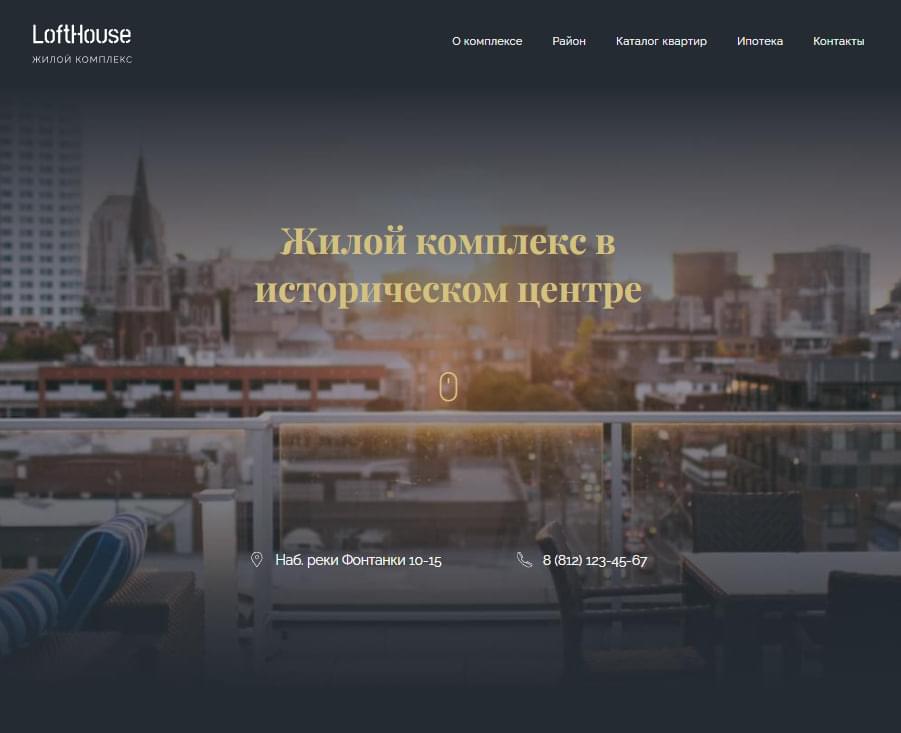 LoftHouse
ЖИЛОЙ КОМПЛЕКС
О комплексе Район Каталог квартир Ипотека Контакты
Жилой комплекс в
историческом центре
Наб. реки Фонтанки 10-15 8 (812) 123-45-67